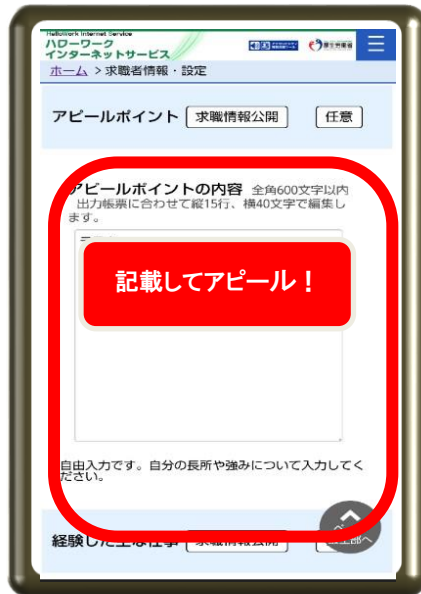 HelloWork Internet Service
ハローワーク
インターネットサービス
ホーム > 求職者情報・設定
アピールポイント 求職情報公開 任意
アピールポイントの内容 全角600文字以内
出力帳票に合わせて縦15行、横40文字で編集し
ます。
記載してアピール！
自由入力です。自分の長所や強みについて入力してく
ださい。
経験した主な仕事 求職情報公開